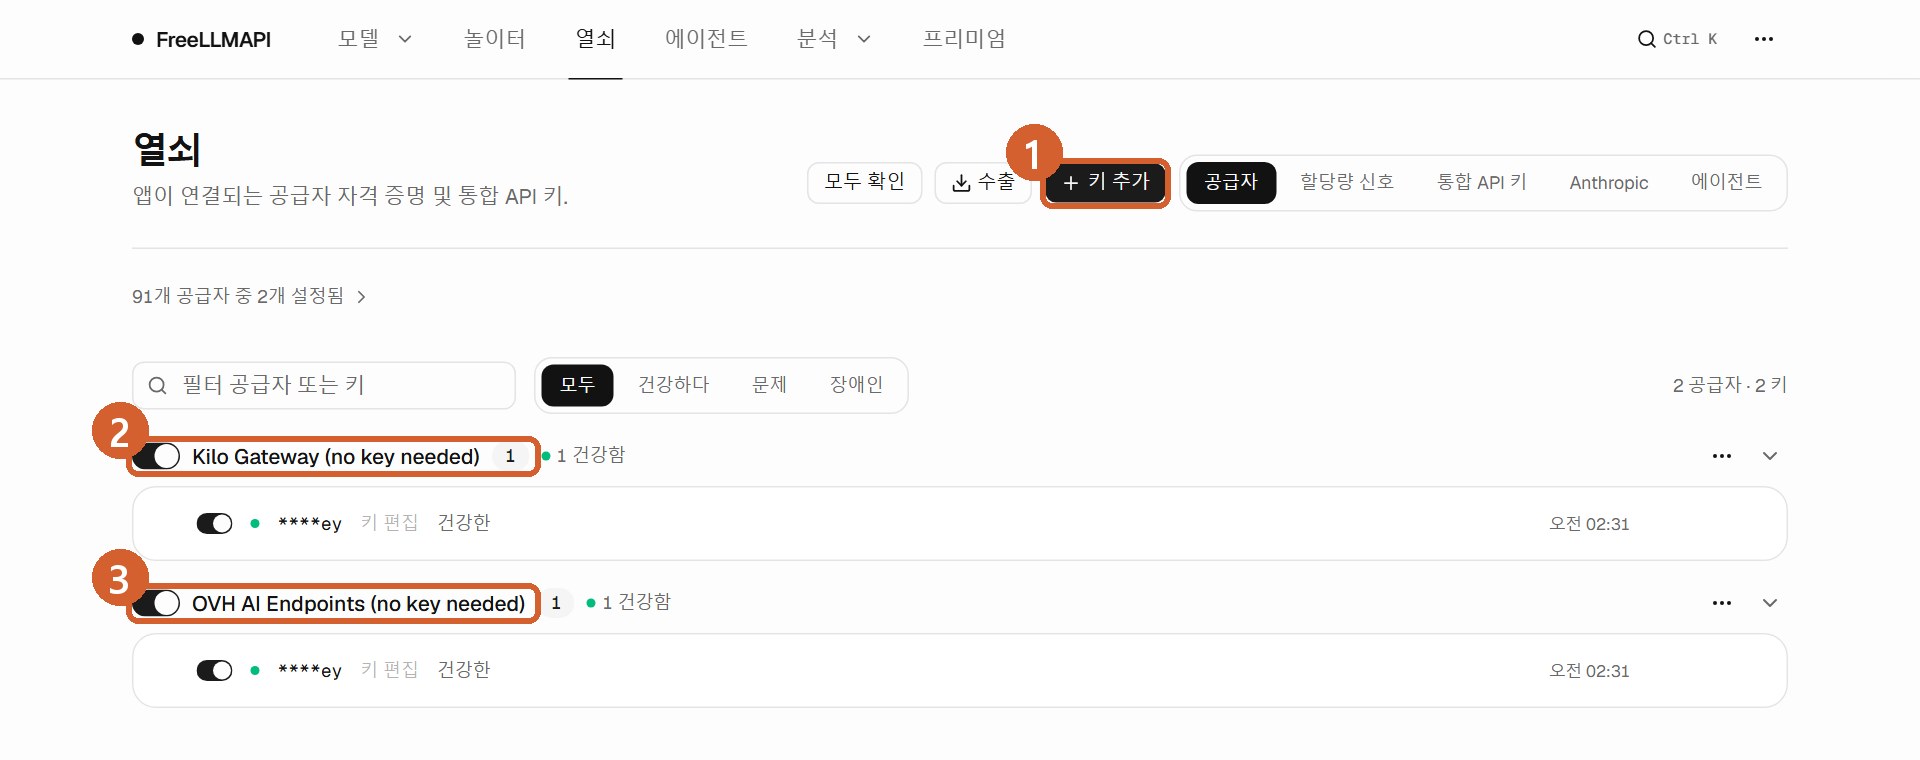 FreeLLMAPI 모델 놀이터 열쇠 에이전트 분석 프리미엄 Ctrl K
열쇠
앱이 연결되는 공급자 자격 증명 및 통합 API 키.
모두 확인 수출 1 + 키 추가 공급자 할당량 신호 통합 API 키 Anthropic 에이전트
91개 공급자 중 2개 설정됨
필터 공급자 또는 키 모두 건강하다 문제 장애인 2 공급자 · 2 키
2 Kilo Gateway (no key needed) 1 1 건강함
****ey 키 편집 건강한 오전 02:31
3 OVH AI Endpoints (no key needed) 1 1 건강함
****ey 키 편집 건강한 오전 02:31